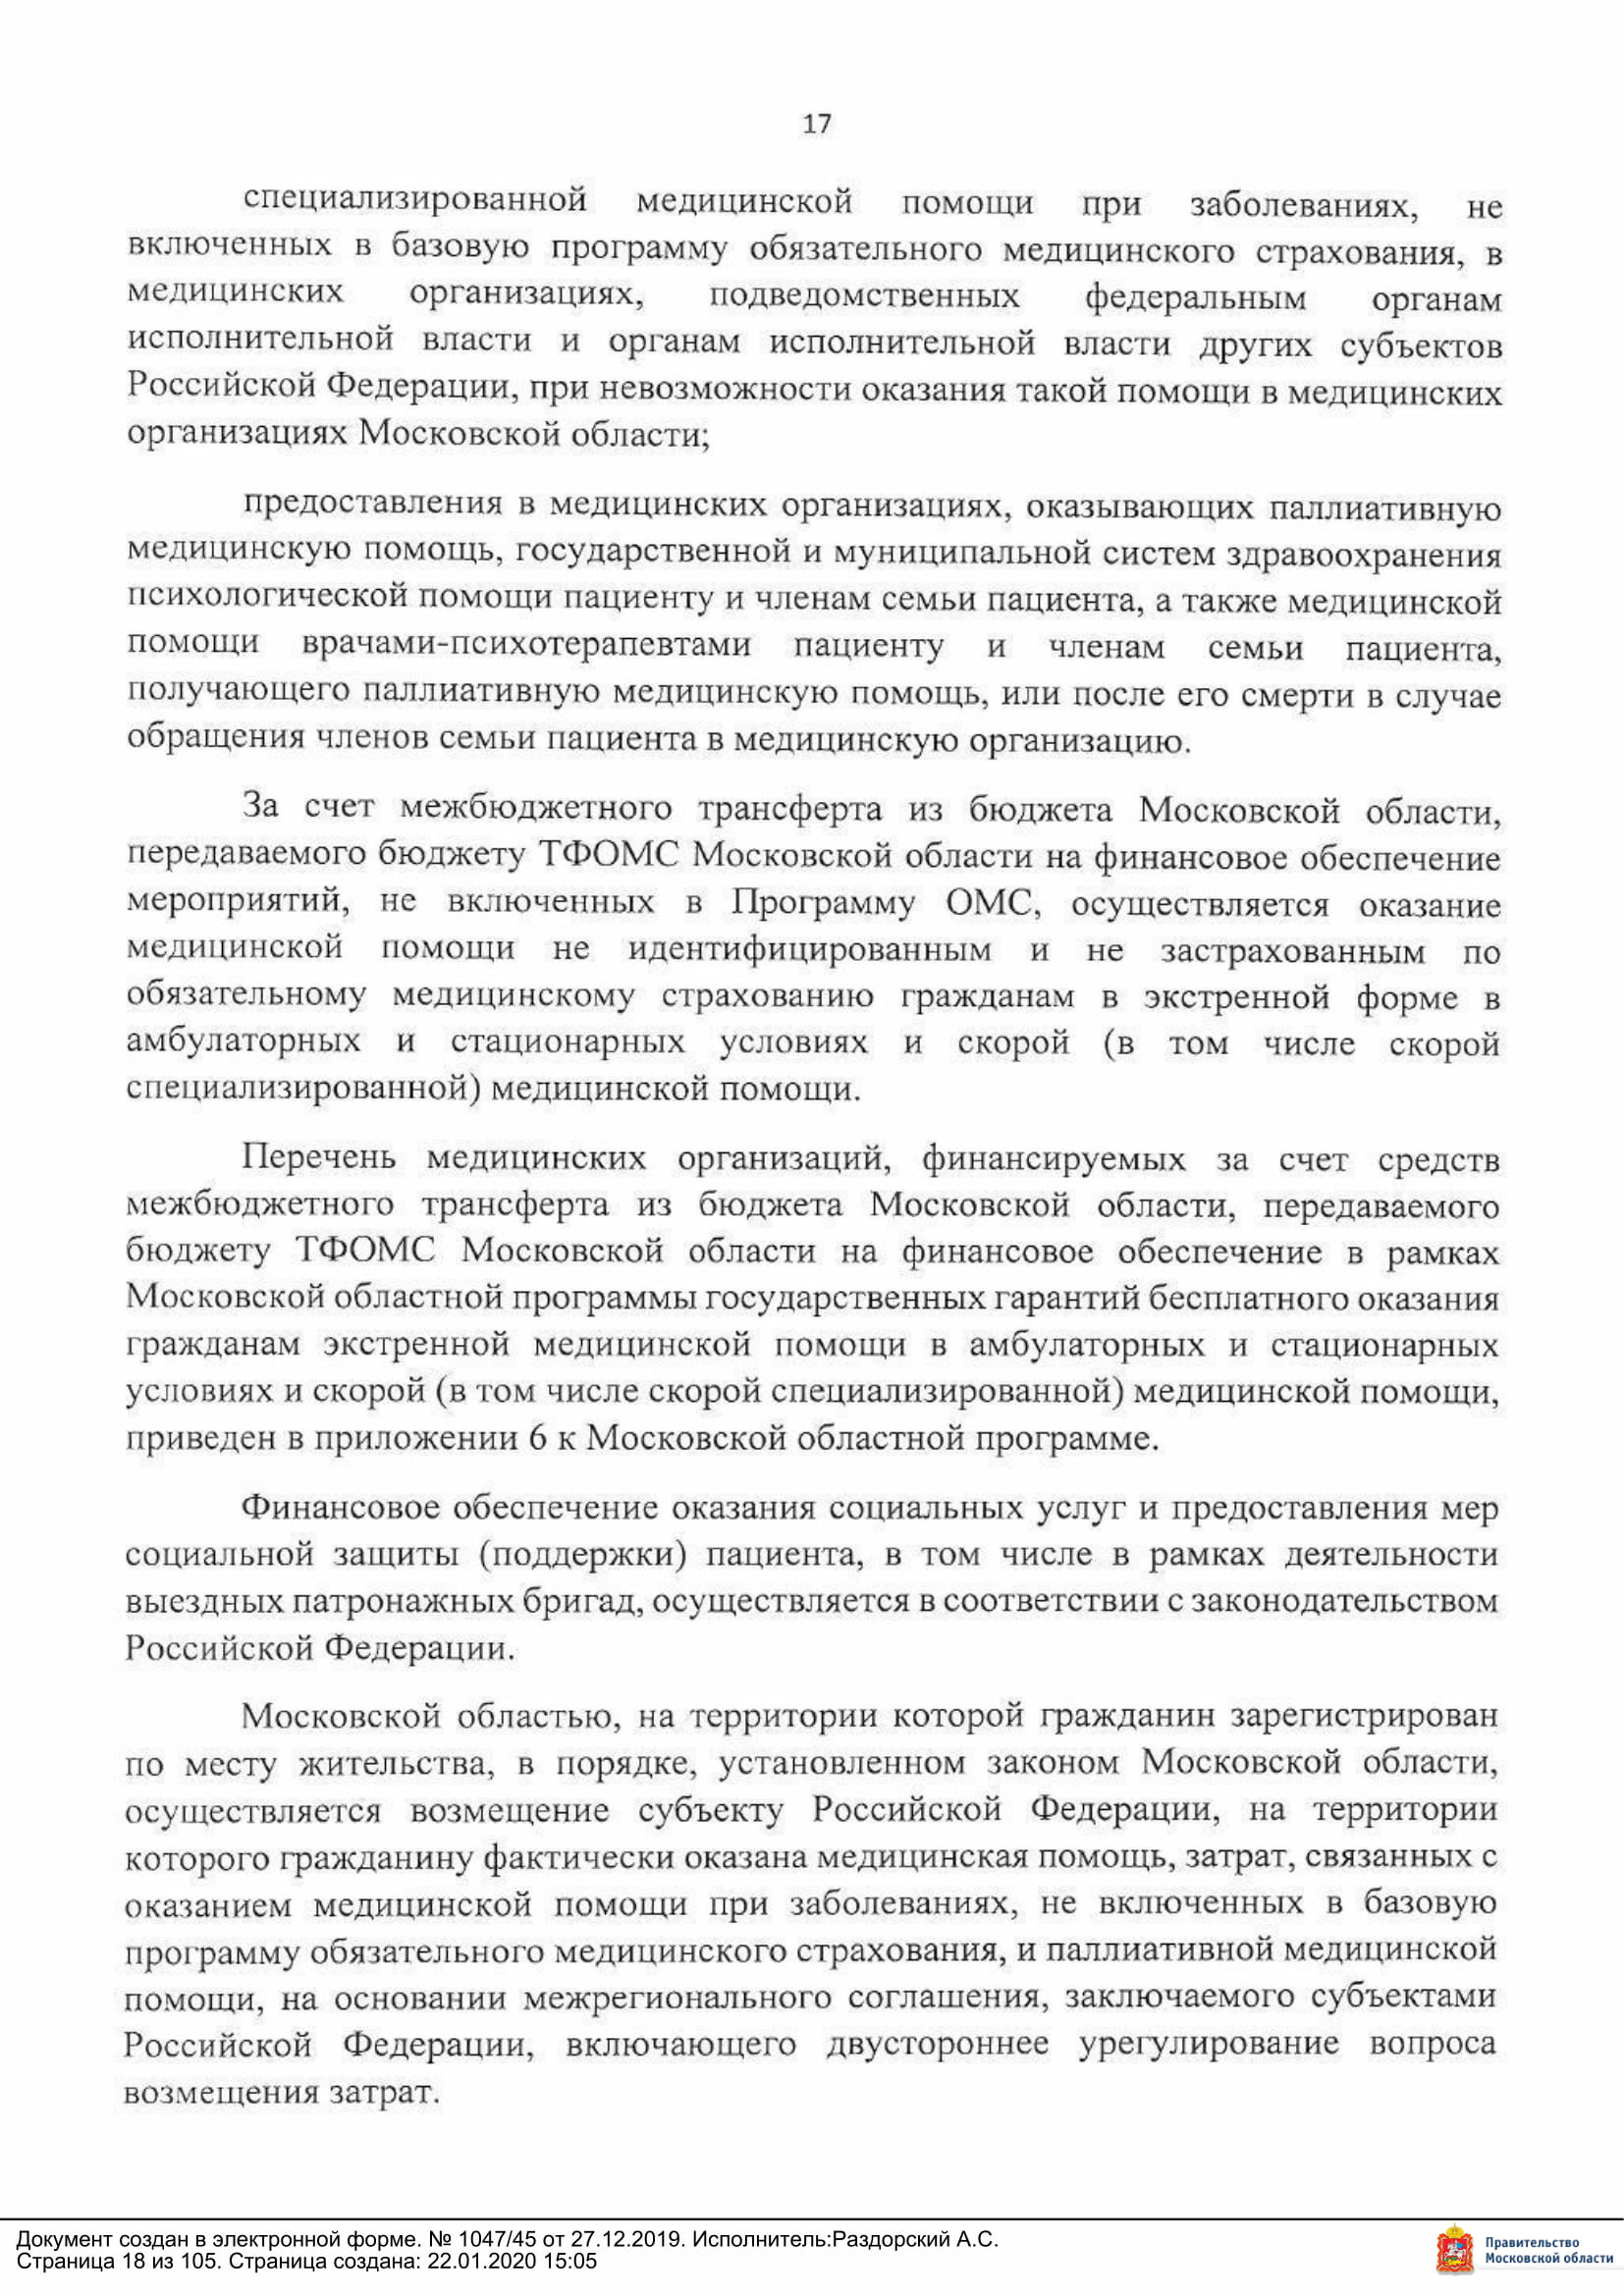 17
специализированной медицинской помощи при заболеваниях, не
включенных в базовую программу обязательного медицинского страхования, в
медицинских организациях, подведомственных федеральным органам
исполнительной власти и органам исполнительной власти других субъектов
Российской Федерации, при невозможности оказания такой помощи в медицинских
организациях Московской области;
предоставления в медицинских организациях, оказывающих паллиативную
медицинскую помощь, государственной и муниципальной систем здравоохранения
психологической помощи пациенту и членам семьи пациента, а также медицинской
помощи врачами-психотерапевтами пациенту и членам семьи пациента,
получающего паллиативную медицинскую помощь, или после его смерти в случае
обращения членов семьи пациента в медицинскую организацию.
За счет межбюджетного трансферта из бюджета Московской области,
передаваемого бюджету ТФОМС Московской области на финансовое обеспечение
мероприятий, не включенных в Программу ОМС, осуществляется оказание
медицинской помощи не идентифицированным и не застрахованным по
обязательному медицинскому страхованию гражданам в экстренной форме в
амбулаторных и стационарных условиях и скорой (в том числе скорой
специализированной) медицинской помощи.
Перечень медицинских организаций, финансируемых за счет средств
межбюджетного трансферта из бюджета Московской области, передаваемого
бюджету ТФОМС Московской области на финансовое обеспечение в рамках
Московской областной программы государственных гарантий бесплатного оказания
гражданам экстренной медицинской помощи в амбулаторных и стационарных
условиях и скорой (в том числе скорой специализированной) медицинской помощи,
приведен в приложении 6 к Московской областной программе.
Финансовое обеспечение оказания социальных услуг и предоставления мер
социальной защиты (поддержки) пациента, в том числе в рамках деятельности
выездных патронажных бригад, осуществляется в соответствии с законодательством
Российской Федерации.
Московской областью, на территории которой гражданин зарегистрирован
по месту жительства, в порядке, установленном законом Московской области,
осуществляется возмещение субъекту Российской Федерации, на территории
которого гражданину фактически оказана медицинская помощь, затрат, связанных с
оказанием медицинской помощи при заболеваниях, не включенных в базовую
программу обязательного медицинского страхования, и паллиативной медицинской
помощи, на основании межрегионального соглашения, заключаемого субъектами
Российской Федерации, включающего двустороннее урегулирование вопроса
возмещения затрат.
Документ создан в электронной форме. № 1047/45 от 27.12.2019. Исполнитель:Раздорский А.С.
Страница 18 из 105. Страница создана: 22.01.2020 15:05
Правительство
Московской области